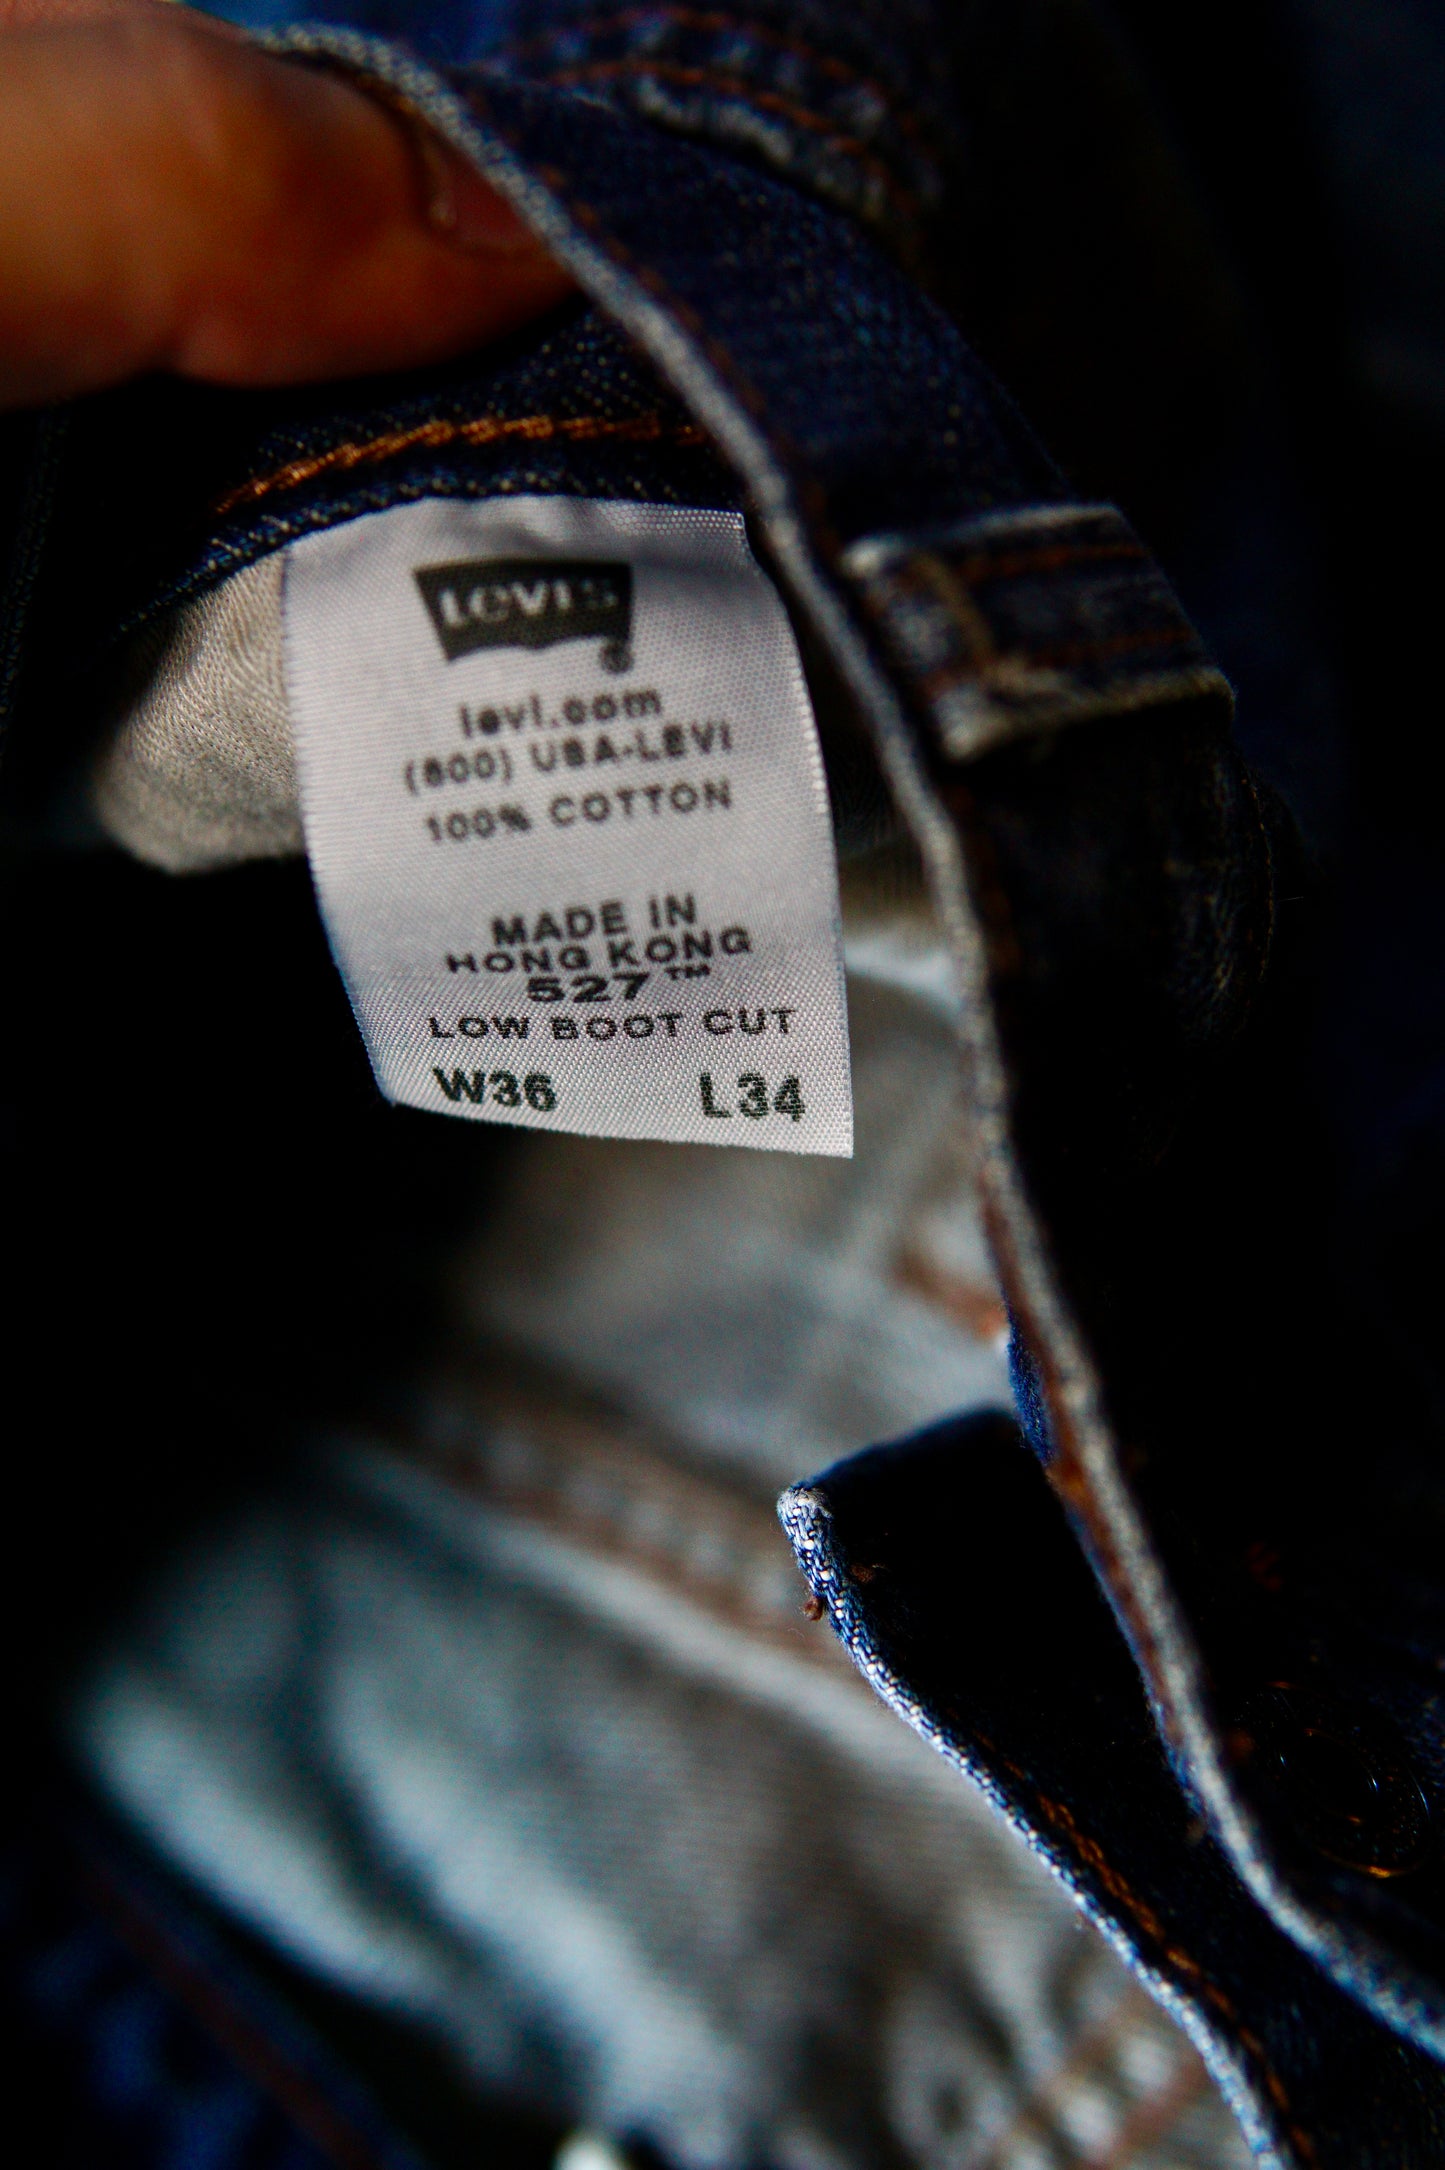 Levi's
®
levi.com
(800) USA-LEVI
100% COTTON
MADE IN
HONG KONG
527™
LOW BOOT CUT
W36 L34